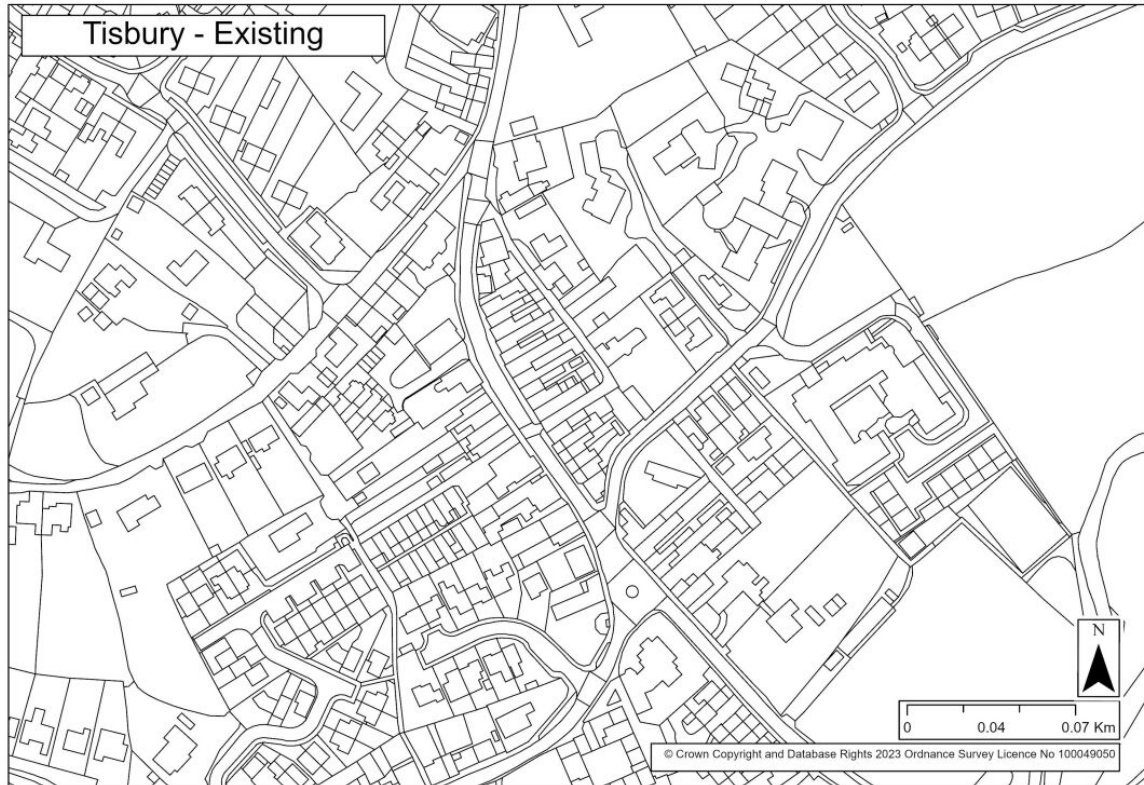 Tisbury - Existing
N
0 0.04 0.07 Km
© Crown Copyright and Database Rights 2023 Ordnance Survey Licence No 100049050